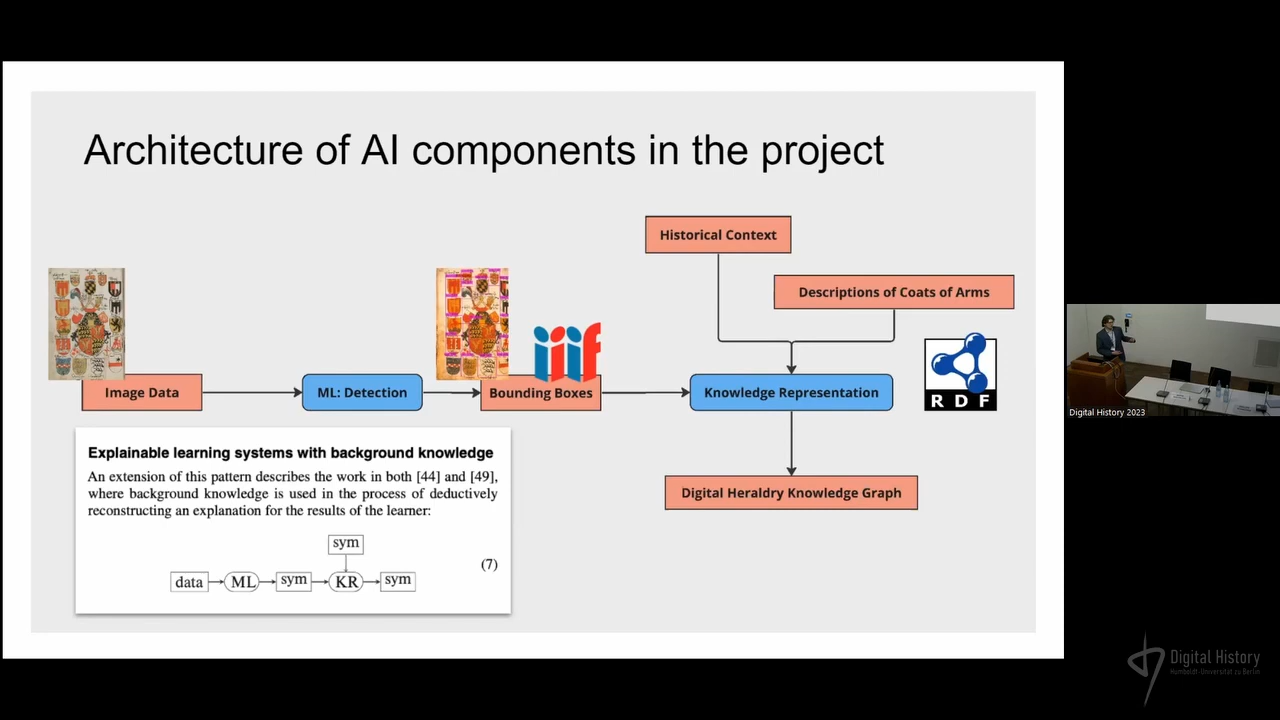 Architecture of AI components in the project
Historical Context
Descriptions of Coats of Arms
iiif
Image Data
ML: Detection
Bounding Boxes
Knowledge Representation
RDF
Digital Heraldry Knowledge Graph
Explainable learning systems with background knowledge
An extension of this pattern describes the work in both [44] and [49],
where background knowledge is used in the process of deductively
reconstructing an explanation for the results of the learner:
sym
data ML sym KR sym
(7)
Digital History 2023
Digital History
Humboldt-Universität zu Berlin